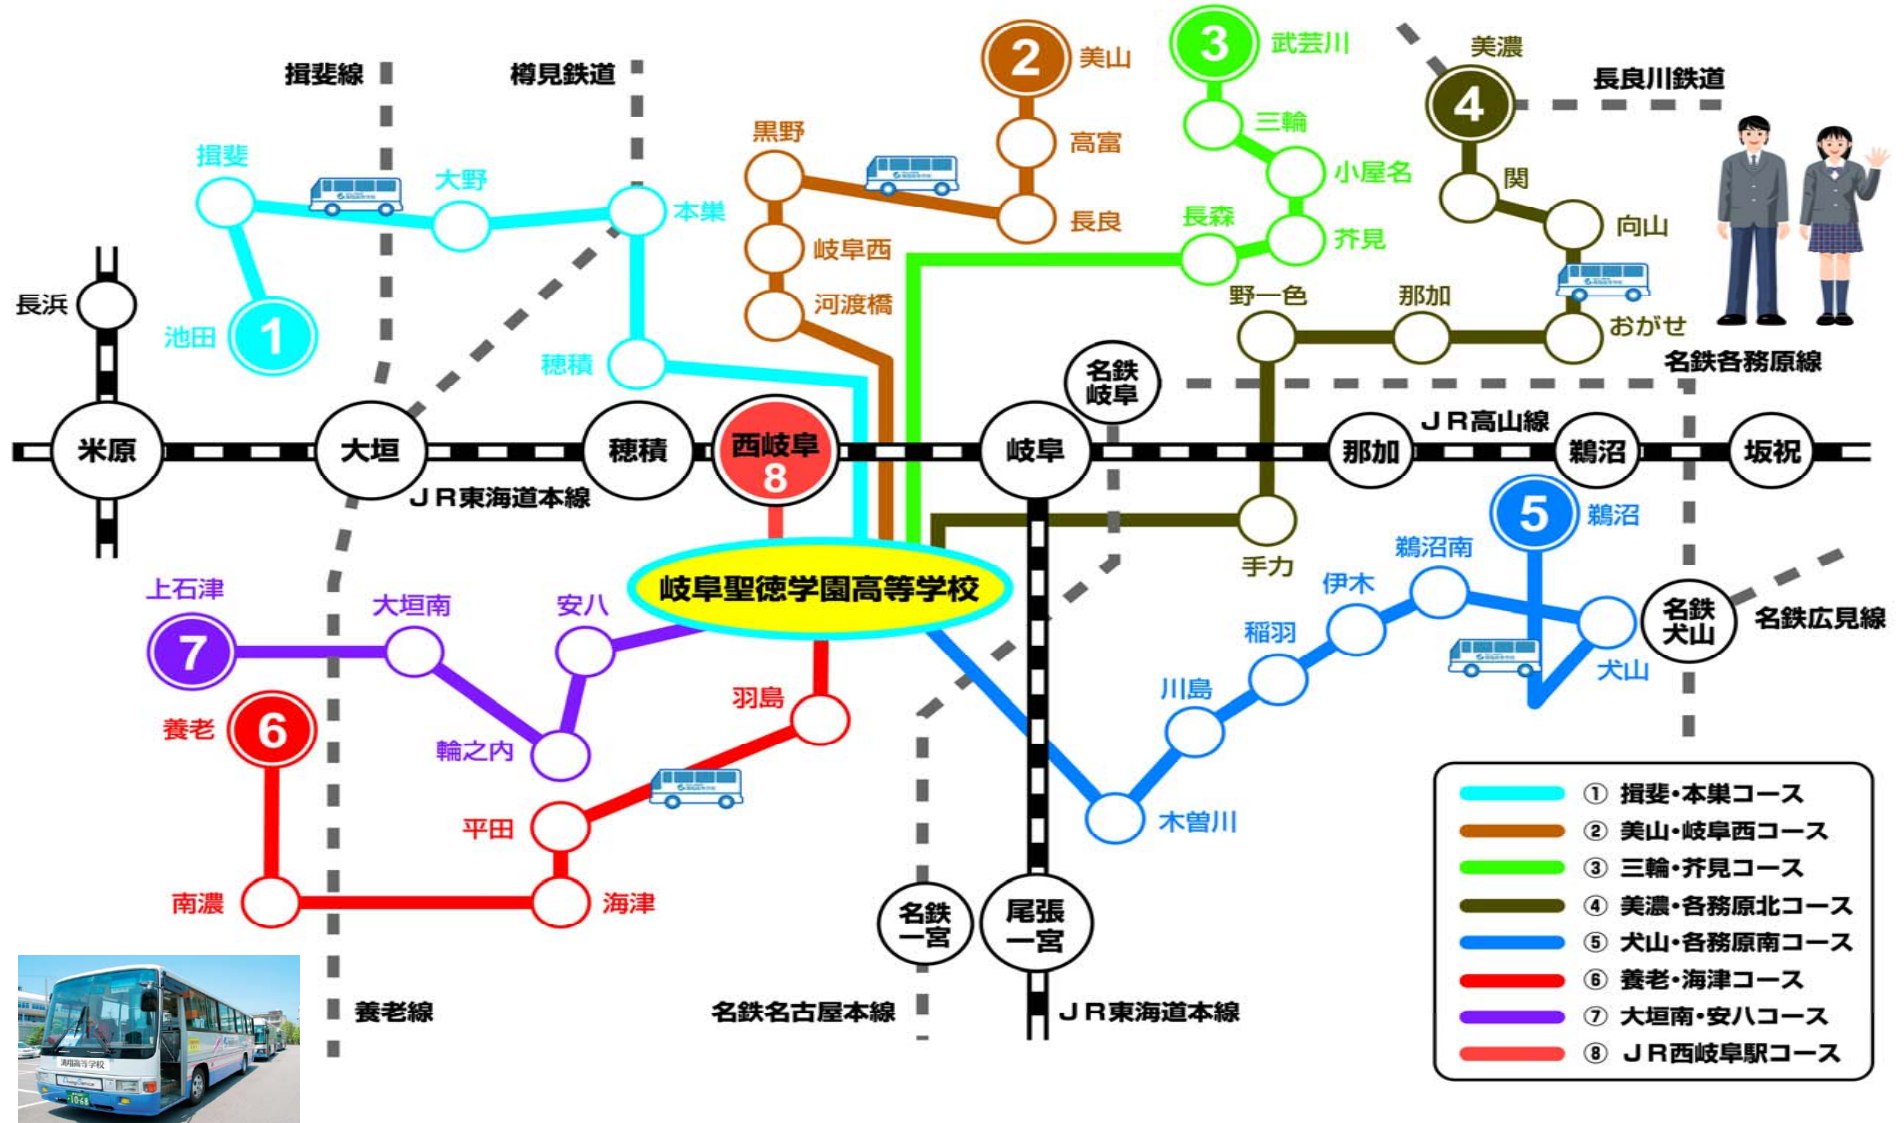 揖斐線
樽見鉄道
2
美山
3
武芸川
美濃
4
長良川鉄道
揖斐
大野
本巣
黒野
高富
長良
岐阜西
河渡橋
三輪
小屋名
長森
芥見
関
向山
野一色
那加
おがせ
名鉄各務原線
長浜
池田
1
穂積
名鉄
岐阜
米原
大垣
穂積
西岐阜
8
岐阜
JR高山線
那加
鵜沼
坂祝
JR東海道本線
5
鵜沼
手力
鵜沼南
伊木
稲羽
川島
犬山
木曽川
名鉄
犬山
名鉄広見線
岐阜聖徳学園高等学校
上石津
7
大垣南
安八
輪之内
養老
6
羽島
平田
南濃
海津
名鉄
一宮
尾張
一宮
養老線
名鉄名古屋本線
JR東海道本線
① 揖斐・本巣コース
② 美山・岐阜西コース
③ 三輪・芥見コース
④ 美濃・各務原北コース
⑤ 犬山・各務原南コース
⑥ 養老・海津コース
⑦ 大垣南・安八コース
⑧ JR西岐阜駅コース